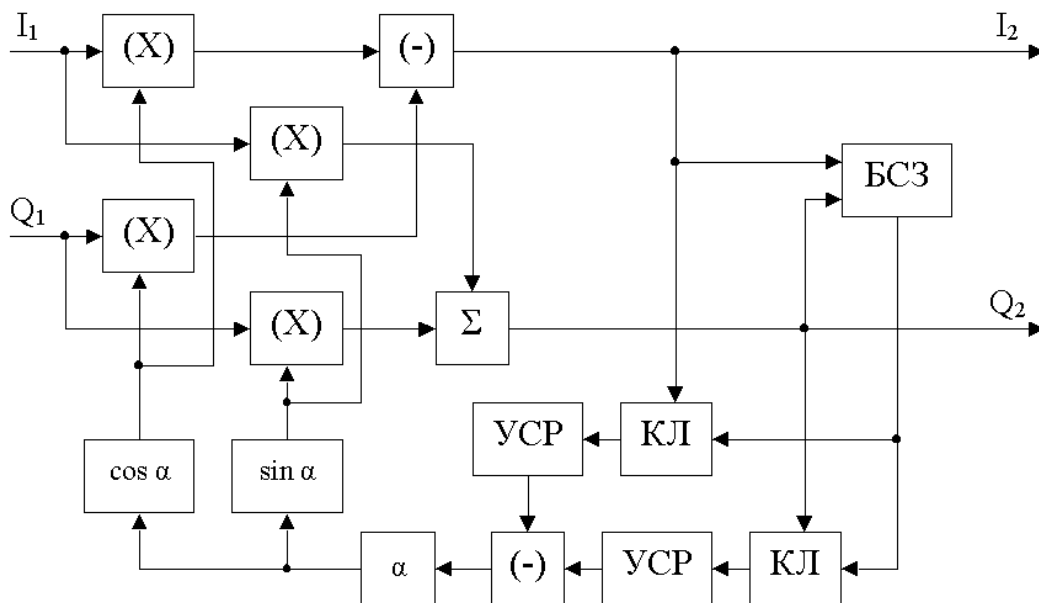 I₁
(X)
(-)
I₂
(X)
БСЗ
Q₁
(X)
(X)
Σ
Q₂
УСР
КЛ
cos α
sin α
α
(-)
УСР
КЛ